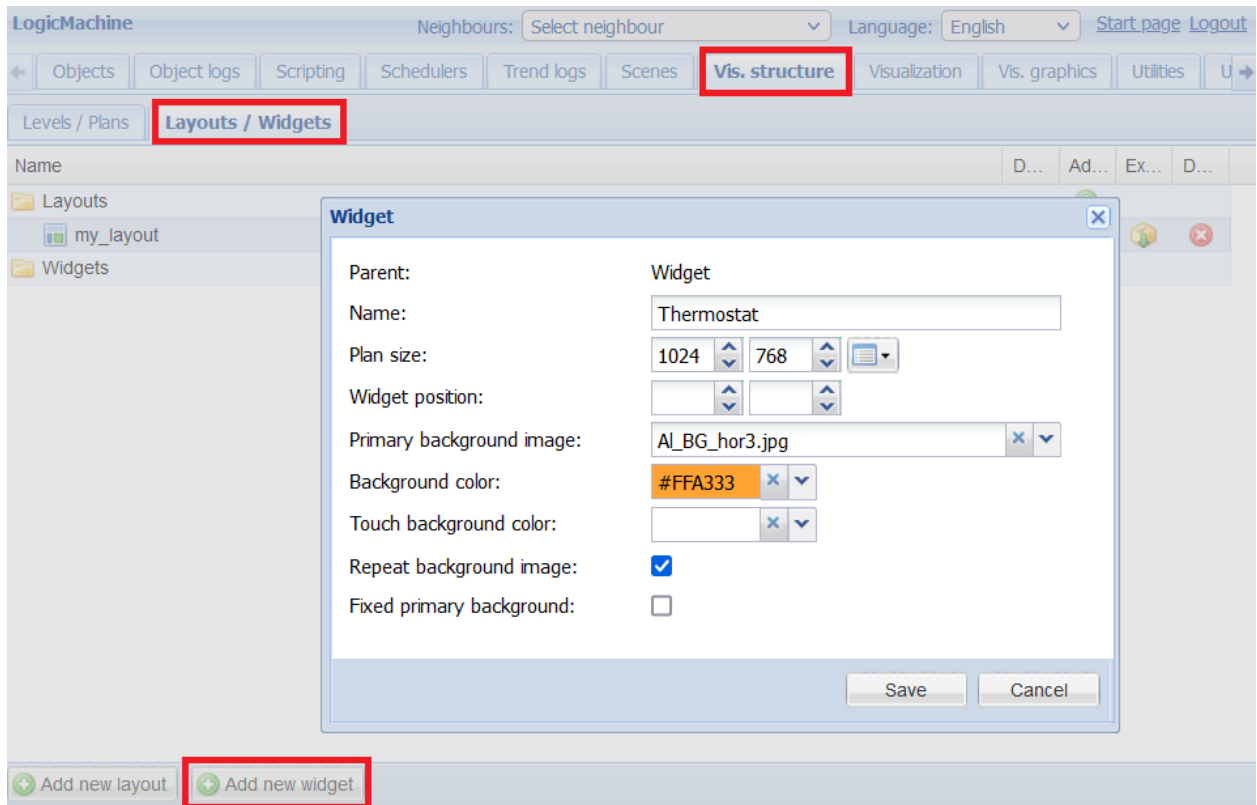 LogicMachine Neighbours: Select neighbour Language: English Start page Logout
Objects Object logs Scripting Schedulers Trend logs Scenes Vis. structure Visualization Vis. graphics Utilities U
Levels / Plans Layouts / Widgets
Name D... Ad... Ex... D...
Layouts
my_layout
Widgets
Widget
Parent: Widget
Name: Thermostat
Plan size: 1024 768
Widget position:
Primary background image: Al_BG_hor3.jpg
Background color: #FFA333
Touch background color:
Repeat background image:
Fixed primary background:
Save Cancel
Add new layout Add new widget